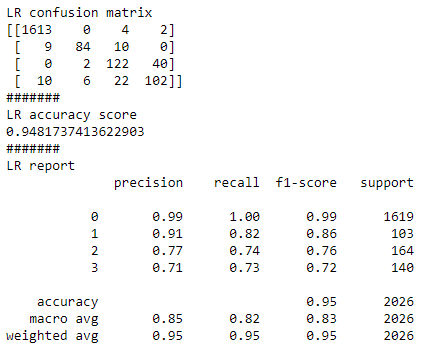 LR confusion matrix
[[1613    0    4    2]
 [   9   84   10    0]
 [   0    2  122   40]
 [  10    6   22  102]]
#######
LR accuracy score
0.9481737413622903
#######
LR report
              precision    recall  f1-score   support

           0       0.99      1.00      0.99      1619
           1       0.91      0.82      0.86       103
           2       0.77      0.74      0.76       164
           3       0.71      0.73      0.72       140

    accuracy                           0.95      2026
   macro avg       0.85      0.82      0.83      2026
weighted avg       0.95      0.95      0.95      2026